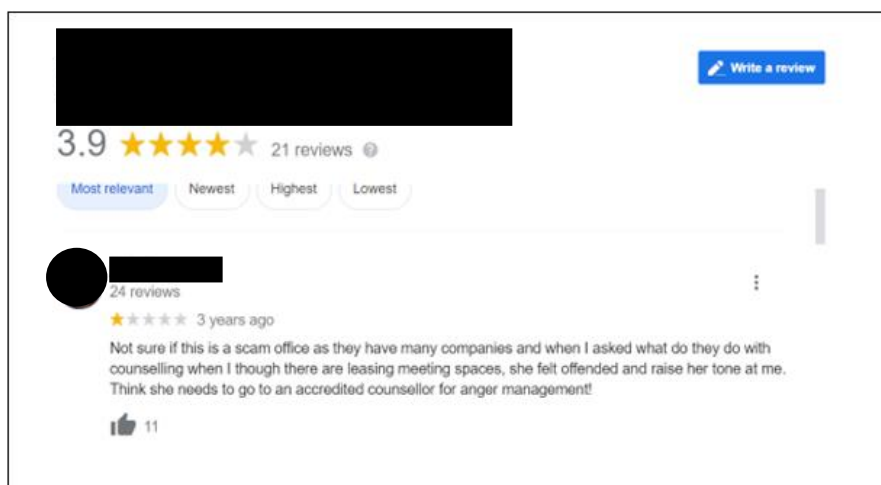 Write a review
3.9 21 reviews
Most relevant Newest Highest Lowest
24 reviews
3 years ago
Not sure if this is a scam office as they have many companies and when I asked what do they do with
counselling when I though there are leasing meeting spaces, she felt offended and raise her tone at me.
Think she needs to go to an accredited counsellor for anger management!
11